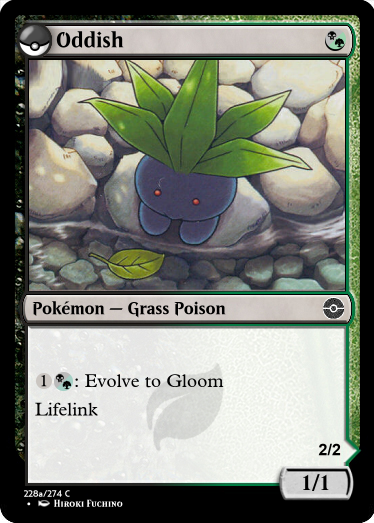 Oddish
Pokémon — Grass Poison
1 : Evolve to Gloom
Lifelink
2/2
1/1
228a/274 C
• Hiroki Fuchino